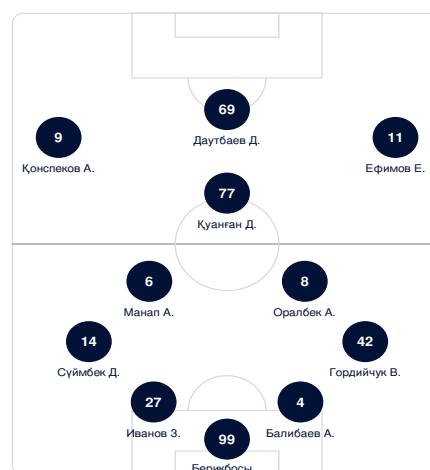 69
Даутбаев Д.
9
Қонспеков А.
11
Ефимов Е.
77
Қуанған Д.
6
Манап А.
8
Оралбек А.
14
Сүймбек Д.
42
Гордийчук В.
27
Иванов З.
4
Балибаев А.
99